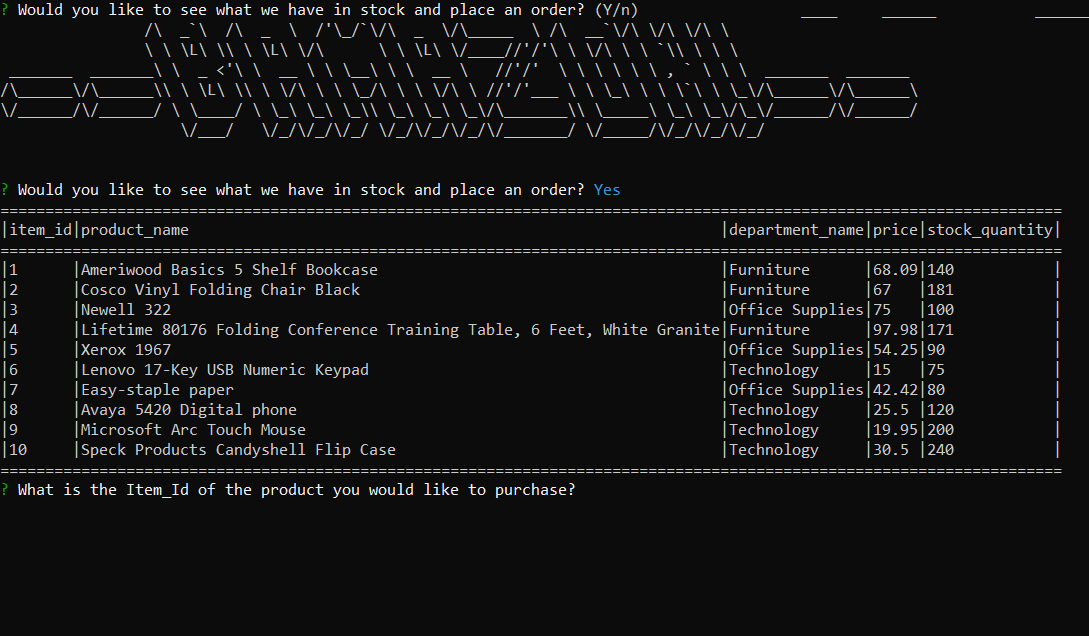 ? Would you like to see what we have in stock and place an order? (Y/n)
? Would you like to see what we have in stock and place an order? Yes
|item_id|product_name|department_name|price|stock_quantity|
|1|Ameriwood Basics 5 Shelf Bookcase|Furniture|68.09|140|
|2|Cosco Vinyl Folding Chair Black|Furniture|67|181|
|3|Newell 322|Office Supplies|75|100|
|4|Lifetime 80176 Folding Conference Training Table, 6 Feet, White Granite|Furniture|97.98|171|
|5|Xerox 1967|Office Supplies|54.25|90|
|6|Lenovo 17-Key USB Numeric Keypad|Technology|15|75|
|7|Easy-staple paper|Office Supplies|42.42|80|
|8|Avaya 5420 Digital phone|Technology|25.5|120|
|9|Microsoft Arc Touch Mouse|Technology|19.95|200|
|10|Speck Products Candyshell Flip Case|Technology|30.5|240|
? What is the Item_Id of the product you would like to purchase?